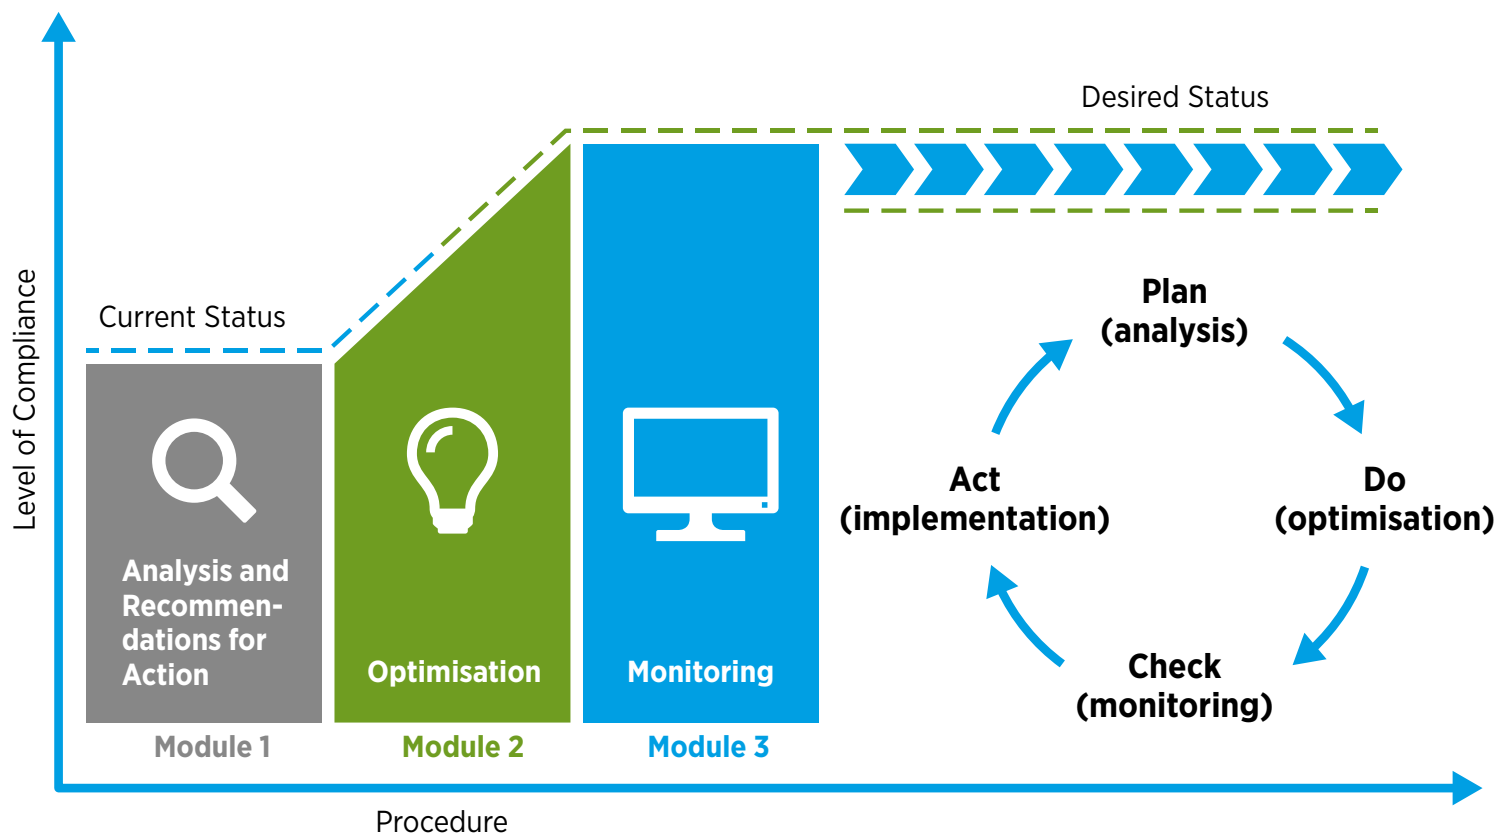 Desired Status
Current Status
Level of Compliance
Analysis and
Recommen-
dations for
Action
Optimisation
Monitoring
Module 1
Module 2
Module 3
Procedure
Plan
(analysis)
Do
(optimisation)
Check
(monitoring)
Act
(implementation)